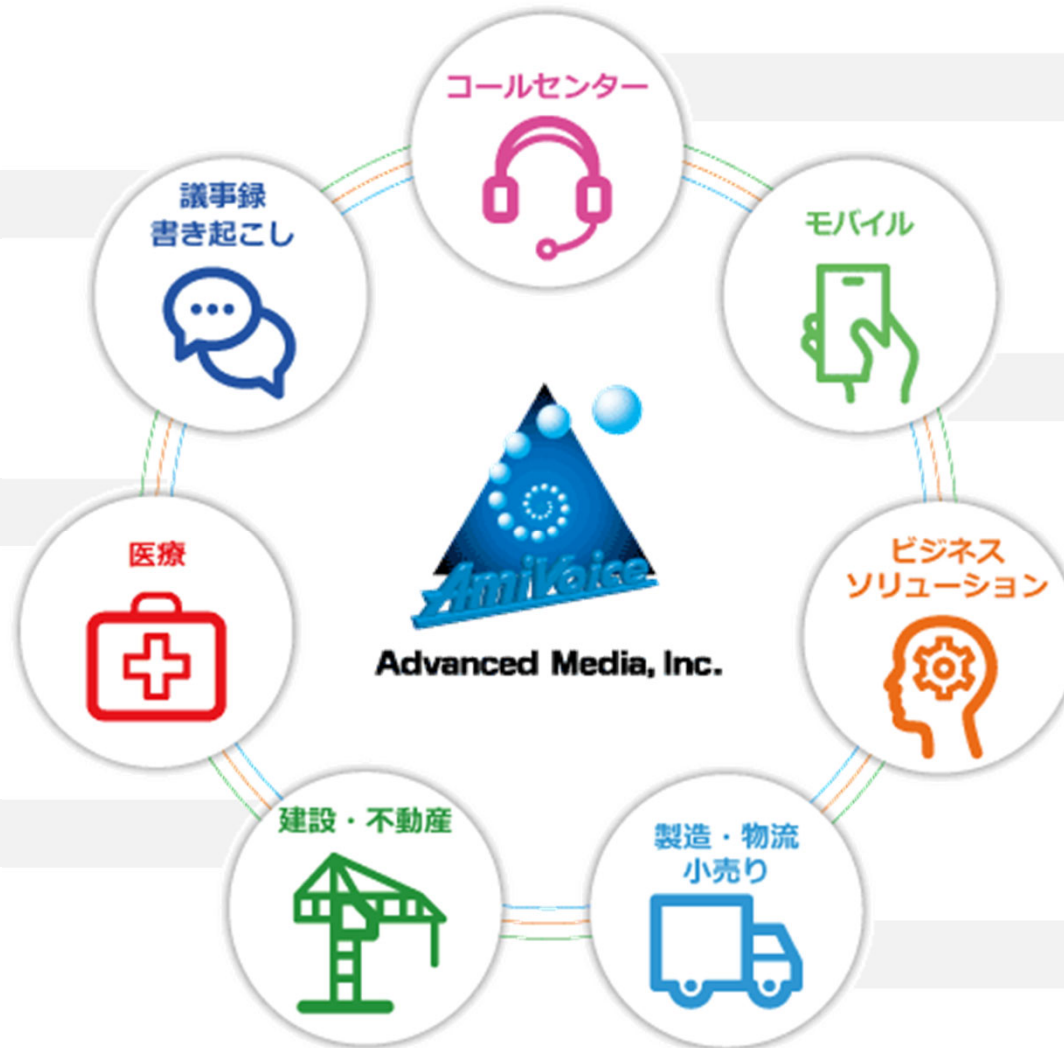 コールセンター
モバイル
ビジネス
ソリューション
製造・物流
小売り
建設・不動産
医療
議事録
書き起こし
AmiVoice
Advanced Media, Inc.